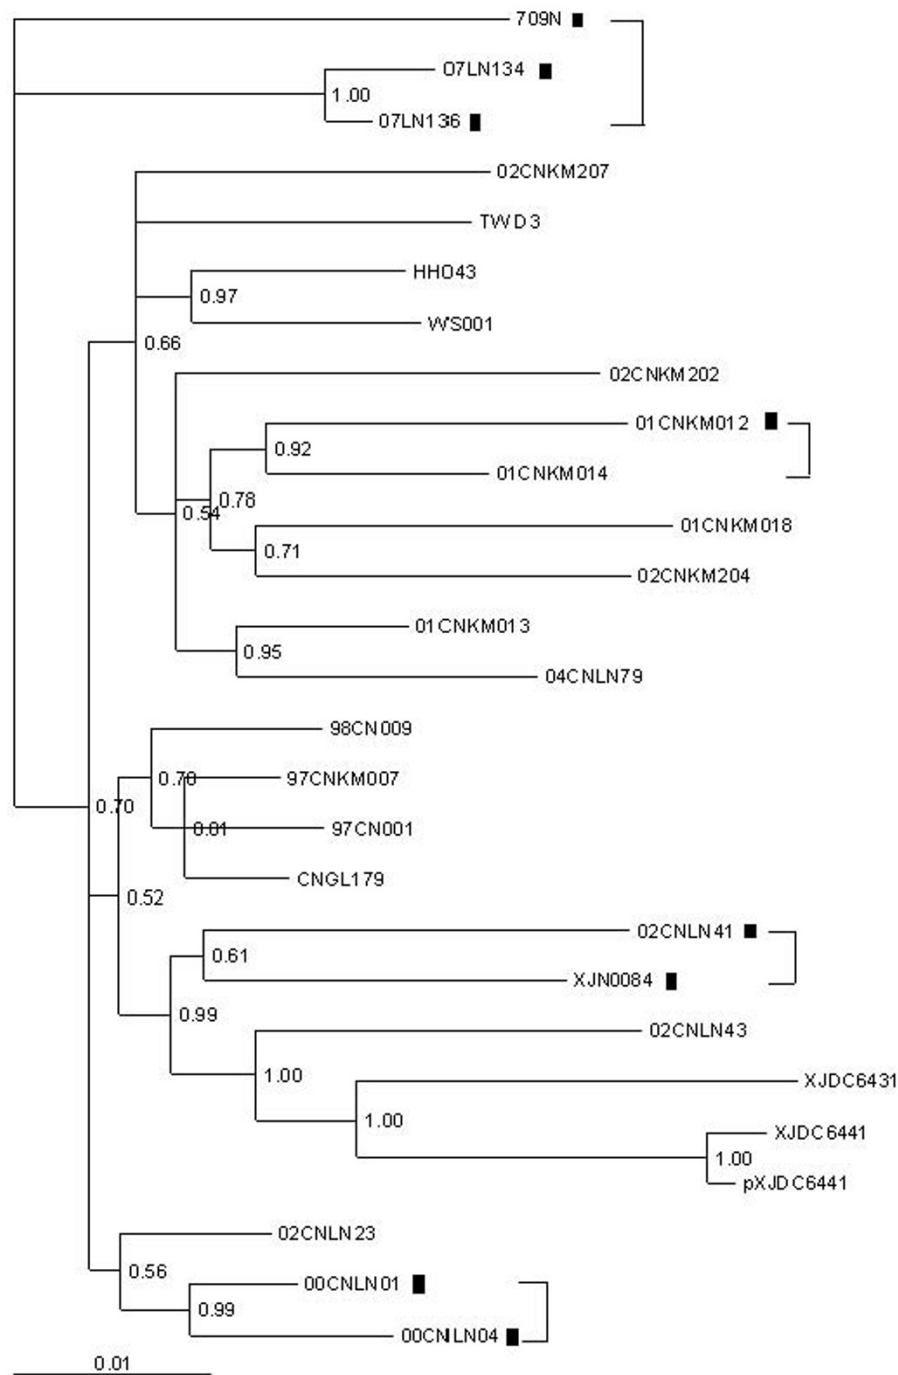 709N
07LN134
1.00
07LN136
02CNKM207
TWD3
HH043
0.97
WS001
0.66
02CNKM202
01CNKM012
0.92
01CNKM014
0.78
0.54
01CNKM018
0.71
02CNKM204
01CNKM013
0.95
04CNLN79
98CN009
0.78
97CNKM007
0.70
0.01
97CN001
CNGL179
0.52
02CNLN41
0.61
XJN0084
0.99
02CNLN43
1.00
XJDC6431
1.00
XJDC6441
1.00
pXJDC6441
02CNLN23
0.56
00CNLN01
0.99
00CNLN04
0.01